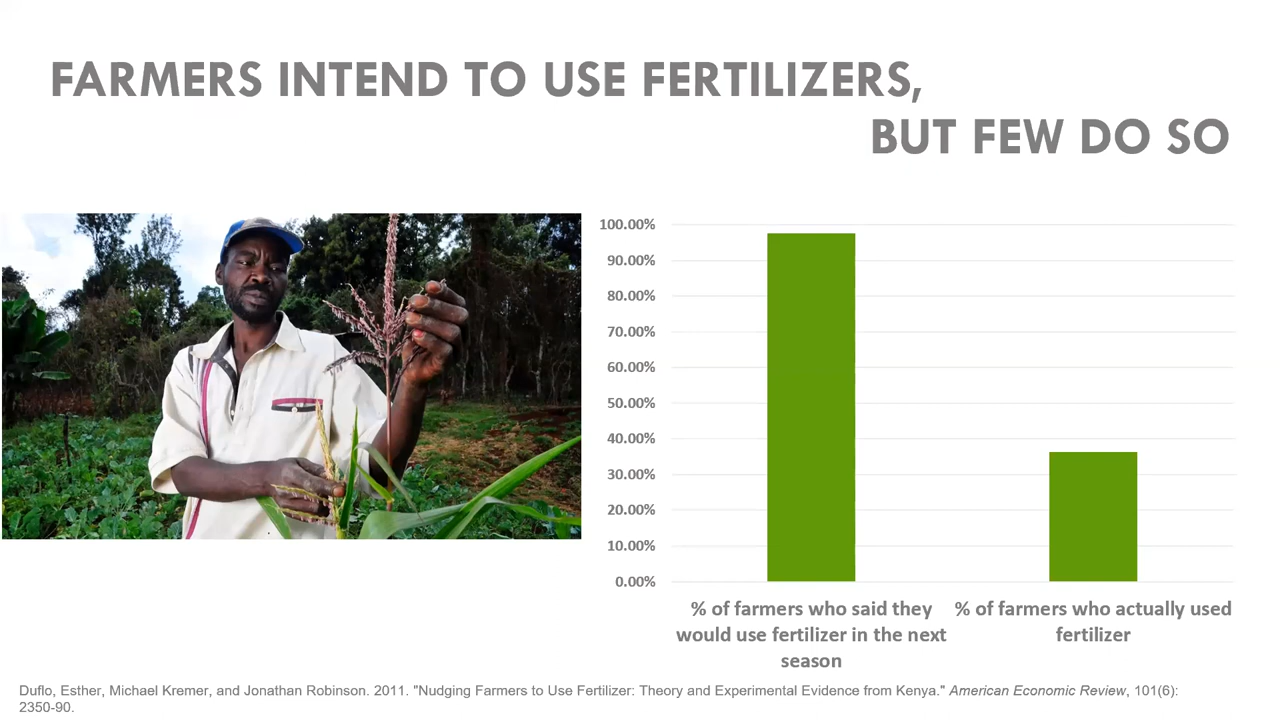 FARMERS INTEND TO USE FERTILIZERS,
BUT FEW DO SO
100.00%
90.00%
80.00%
70.00%
60.00%
50.00%
40.00%
30.00%
20.00%
10.00%
0.00%
% of farmers who said they
would use fertilizer in the next
season
% of farmers who actually used
fertilizer
Duflo, Esther, Michael Kremer, and Jonathan Robinson. 2011. "Nudging Farmers to Use Fertilizer: Theory and Experimental Evidence from Kenya." American Economic Review, 101(6):
2350-90.